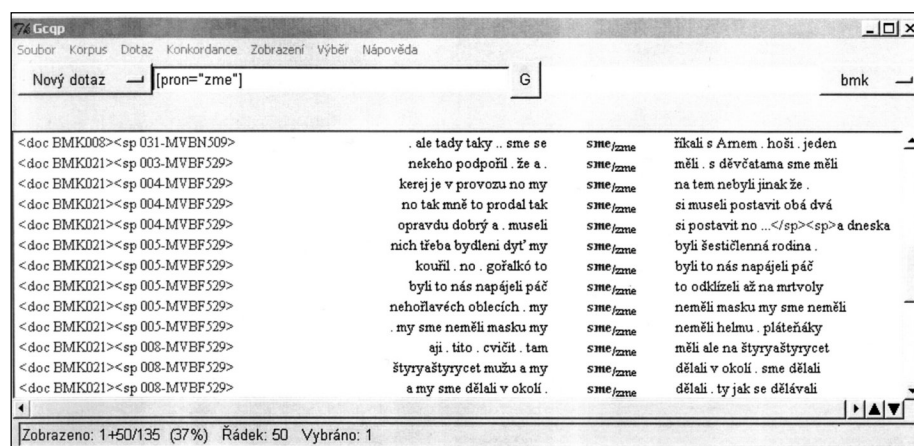 Gcqp
Soubor Korpus Dotaz Konkordance Zobrazení Výběr Nápověda
Nový dotaz [pron="zme"] G bmk
<doc BMK008><sp 031-MVBN509> . ale tady taky .. sme se sme/zme říkali s Arnem . hoši . jeden
<doc BMK021><sp 003-MVBF529> nekeho podpořil . že a . sme/zme měli . s děvčatama sme měli
<doc BMK021><sp 004-MVBF529> kerej je v provozu no my sme/zme na tem nebyli jinak že .
<doc BMK021><sp 004-MVBF529> no tak mně to prodal tak sme/zme si museli postavit obá dvá
<doc BMK021><sp 004-MVBF529> opravdu dobrý a . museli sme/zme si postavit no ...</sp><sp>a dneska
<doc BMK021><sp 005-MVBF529> nich třeba bydleni dyť my sme/zme byli šestičlenná rodina .
<doc BMK021><sp 005-MVBF529> kouřil . no . gořalkó to sme/zme byli to nás napájeli páč
<doc BMK021><sp 005-MVBF529> byli to nás napájeli páč sme/zme to odklízeli až na mrtvoly
<doc BMK021><sp 005-MVBF529> nehořlavéch oblecích . my sme/zme neměli masku my sme neměli
<doc BMK021><sp 005-MVBF529> . my sme neměli masku my sme/zme neměli helmu . pláteňáky
<doc BMK021><sp 008-MVBF529> aji . tito . cvičit . tam sme/zme měli ale na štyryaštyrycet
<doc BMK021><sp 008-MVBF529> štyryaštyrycet mužu a my sme/zme dělali v okolí . sme dělali
<doc BMK021><sp 008-MVBF529> a my sme dělali v okolí . sme/zme dělali . ty jak se dělávali
Zobrazeno: 1+50/135 (37%) Řádek: 50 Vybráno: 1